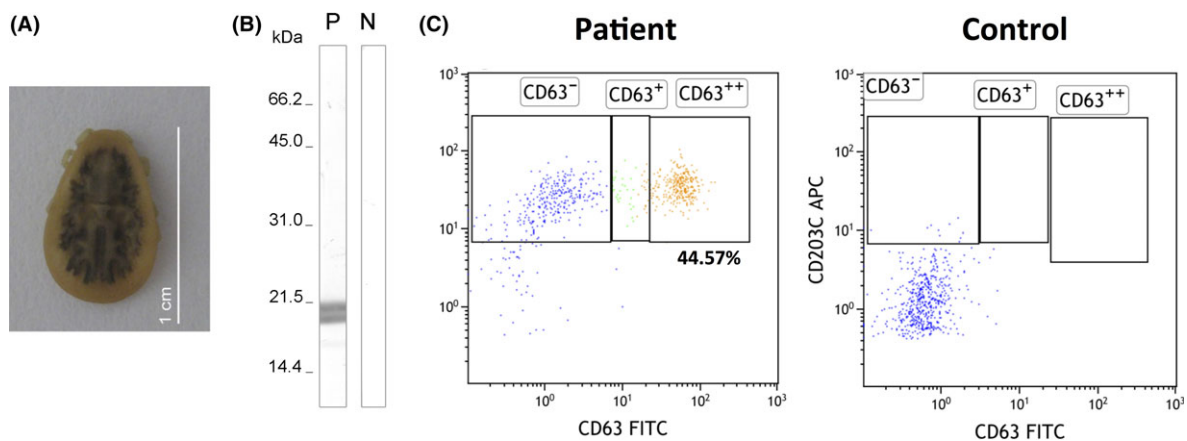 (A)
1 cm
(B)
P N
kDa
66.2
45.0
31.0
21.5
14.4
(C)
Patient
10³
10²
10¹
10⁰
CD63⁻
CD63⁺
CD63⁺⁺
44.57%
10⁰ 10¹ 10² 10³
CD63 FITC
Control
CD203C APC
10³
10²
10¹
10⁰
CD63⁻
CD63⁺
CD63⁺⁺
10⁰ 10¹ 10² 10³
CD63 FITC